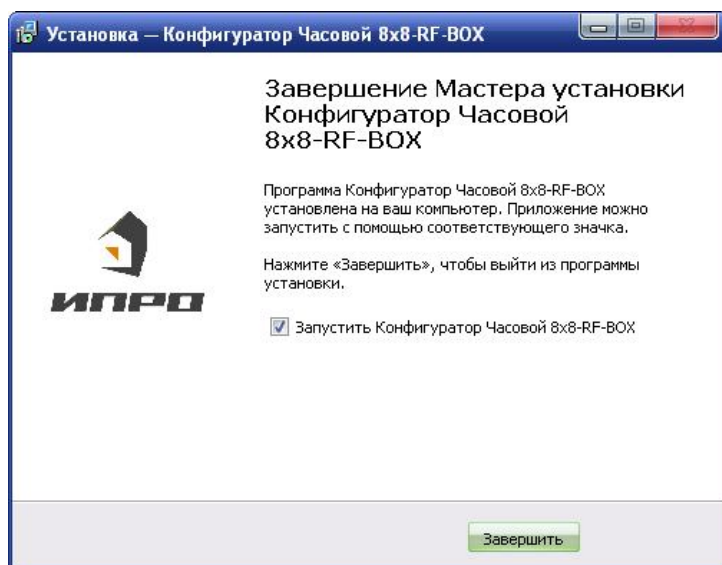 Установка — Конфигуратор Часовой 8x8-RF-BOX
Завершение Мастера установки
Конфигуратор Часовой
8x8-RF-BOX
Программа Конфигуратор Часовой 8x8-RF-BOX
установлена на ваш компьютер. Приложение можно
запустить с помощью соответствующего значка.
Нажмите «Завершить», чтобы выйти из программы
установки.
ИПРО
Запустить Конфигуратор Часовой 8x8-RF-BOX
Завершить